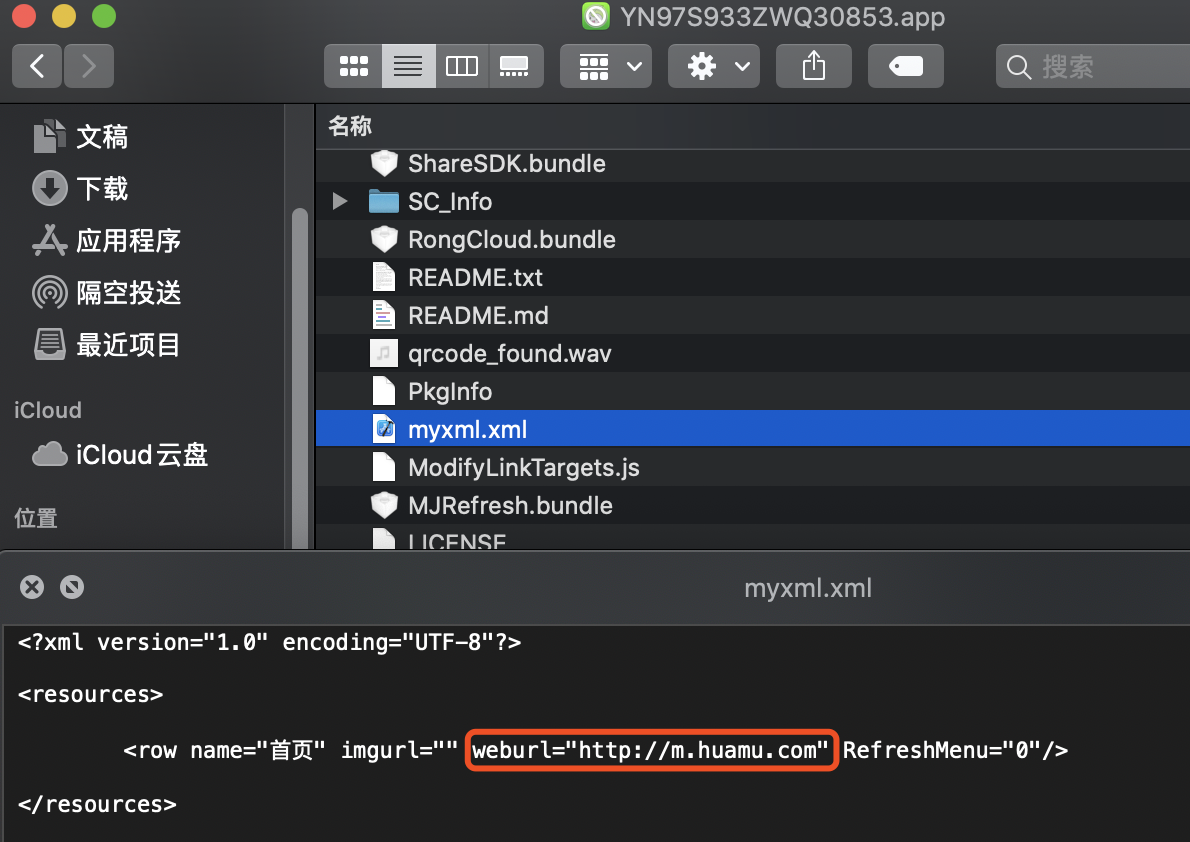 YN97S933ZWQ30853.app
搜索
文稿
下载
应用程序
隔空投送
最近项目
iCloud
iCloud云盘
位置
名称
ShareSDK.bundle
SC_Info
RongCloud.bundle
README.txt
README.md
qrcode_found.wav
PkgInfo
myxml.xml
ModifyLinkTargets.js
MJRefresh.bundle
LICENSE
myxml.xml
<?xml version="1.0" encoding="UTF-8"?>
<resources>
<row name="首页" imgurl="" weburl="http://m.huamu.com" RefreshMenu="0"/>
</resources>